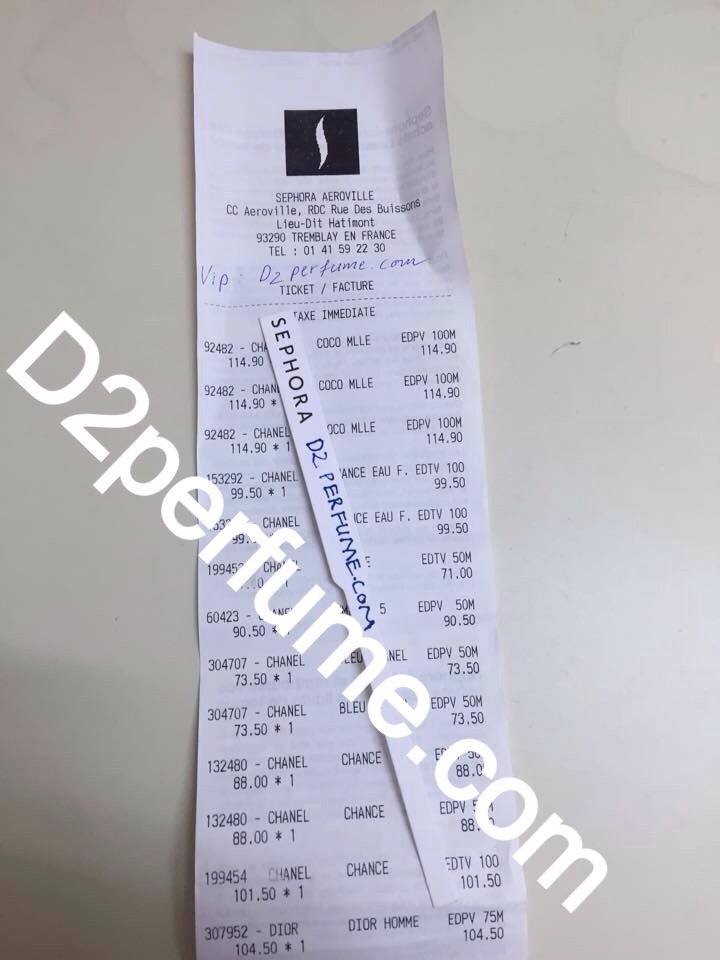 SEPHORA AEROVILLE
CC Aeroville, RDC Rue Des Buissons
Lieu-Dit Hatimont
93290 TREMBLAY EN FRANCE
TEL : 01 41 59 22 30
Vip : D2perfume.com
TICKET / FACTURE
TAXE IMMEDIATE
92482 - COCO MLLE EDPV 100M
114.90 114.90
92482 - COCO MLLE EDPV 100M
114.90 * 114.90
92482 - CHANEL COCO MLLE EDPV 100M
114.90 * 1 114.90
153292 - CHANEL EAU F. EDTV 100
99.50 * 1 99.50
CHANEL EAU F. EDTV 100
99.50
EDTV 50M
71.00
60423 - 5 EDPV 50M
90.50 * 90.50
304707 - CHANEL EDPV 50M
73.50 * 1 73.50
304707 - CHANEL BLEU EDPV 50M
73.50 * 1 73.50
132480 - CHANEL CHANCE
88.00 * 1
132480 - CHANEL CHANCE EDPV
88.00 * 1
199454 CHANEL CHANCE EDTV 100
101.50 * 1 101.50
307952 - DIOR DIOR HOMME EDPV 75M
104.50 * 1 104.50
SEPHORA D2 PERFUME.COM
D2perfume.com